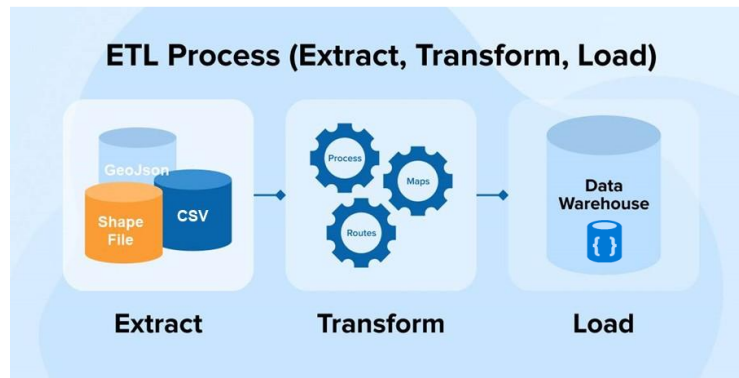 ETL Process (Extract, Transform, Load)
GeoJson
Shape
File
CSV
Process
Maps
Routes
Data
Warehouse
{ }
Extract
Transform
Load